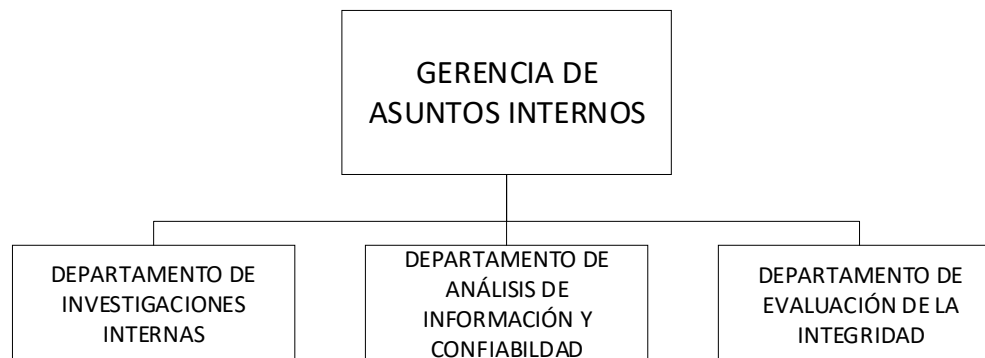 GERENCIA DE
ASUNTOS INTERNOS
DEPARTAMENTO DE
INVESTIGACIONES
INTERNAS
DEPARTAMENTO DE
ANÁLISIS DE
INFORMACIÓN Y
CONFIABILDAD
DEPARTAMENTO DE
EVALUACIÓN DE LA
INTEGRIDAD